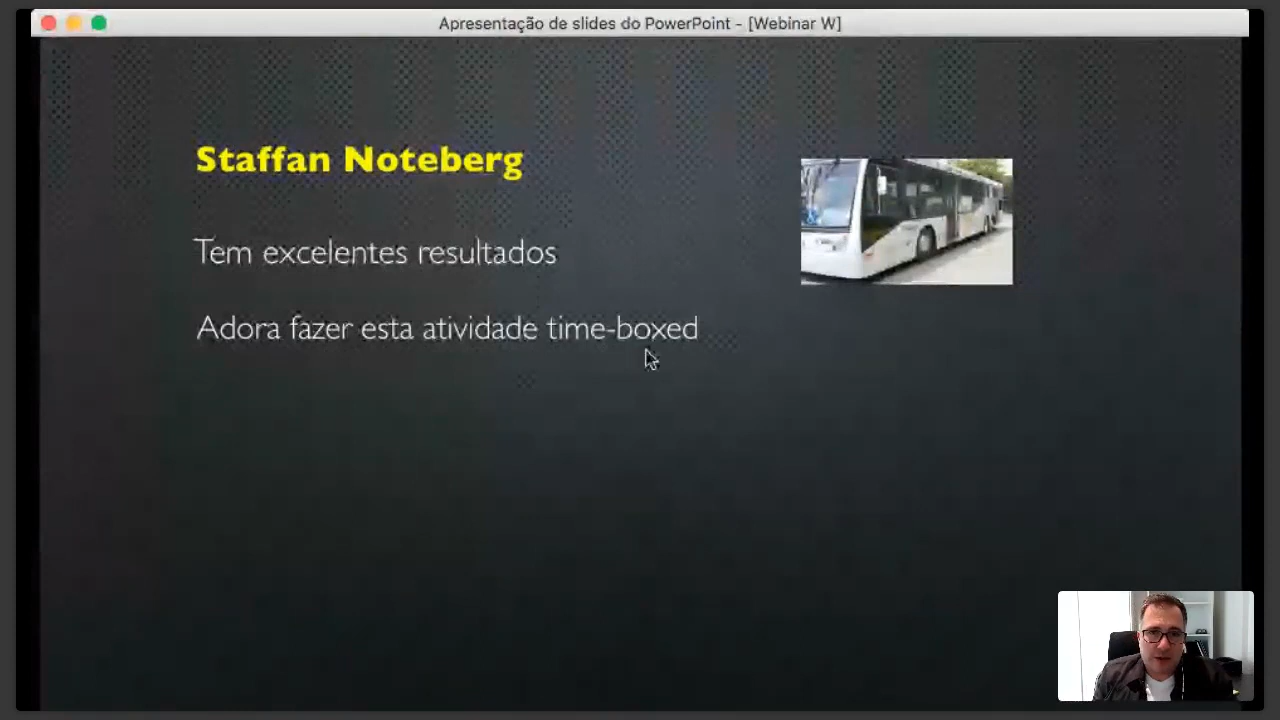 Apresentação de slides do PowerPoint - [Webinar W]
Staffan Noteberg
Tem excelentes resultados
Adora fazer esta atividade time-boxed